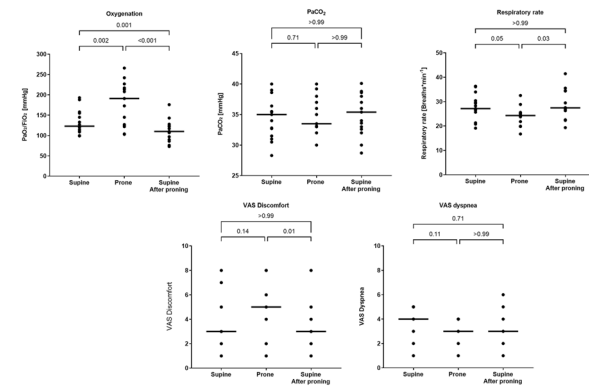 Oxygenation
0.001
0.002
<0.001
PaO₂/FiO₂ [mmHg]
300
250
200
150
100
50
0
Supine
Prone
Supine
After proning
PaCO₂
>0.99
0.71
>0.99
PaCO₂ [mmHg]
45
40
35
30
25
Supine
Prone
Supine
After proning
Respiratory rate
>0.99
0.05
0.03
Respiratory rate [Breaths*min⁻¹]
50
40
30
20
10
0
Supine
Prone
Supine
After proning
VAS Discomfort
>0.99
0.14
0.01
VAS Discomfort
10
8
6
4
2
0
Supine
Prone
Supine
After proning
VAS dyspnea
0.71
0.11
>0.99
VAS Dyspnea
10
8
6
4
2
0
Supine
Prone
Supine
After proning